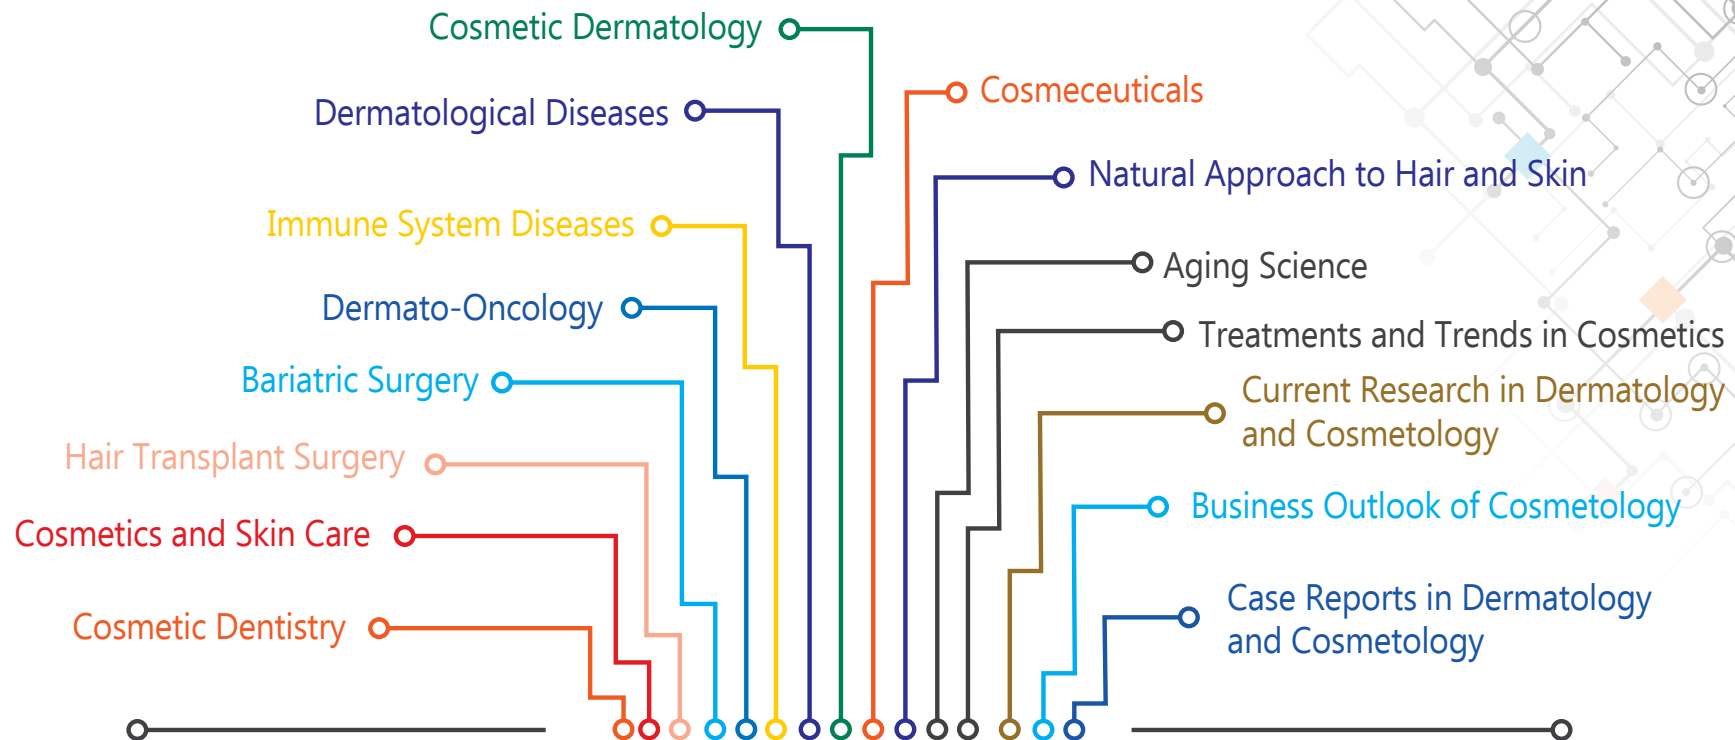 Cosmetic Dermatology
Dermatological Diseases
Immune System Diseases
Dermato-Oncology
Bariatric Surgery
Hair Transplant Surgery
Cosmetics and Skin Care
Cosmetic Dentistry
Cosmeceuticals
Natural Approach to Hair and Skin
Aging Science
Treatments and Trends in Cosmetics
Current Research in Dermatology
and Cosmetology
Business Outlook of Cosmetology
Case Reports in Dermatology
and Cosmetology